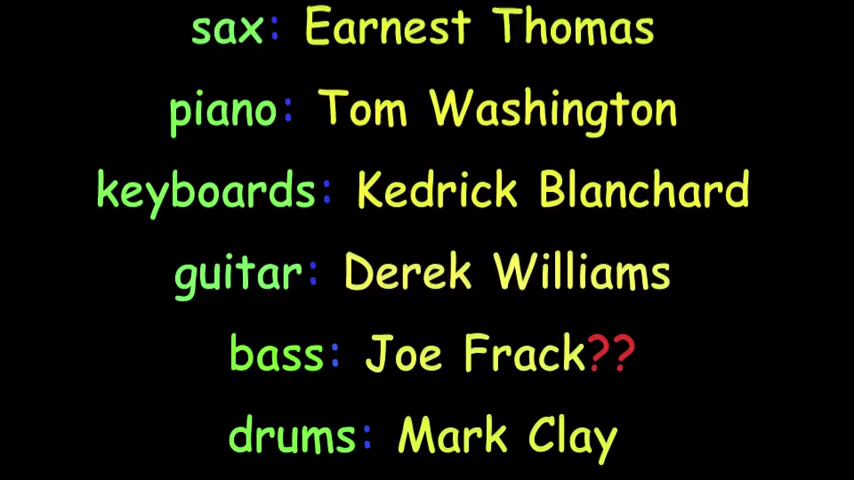 sax: Earnest Thomas
piano: Tom Washington
keyboards: Kedrick Blanchard
guitar: Derek Williams
bass: Joe Frack??
drums: Mark Clay